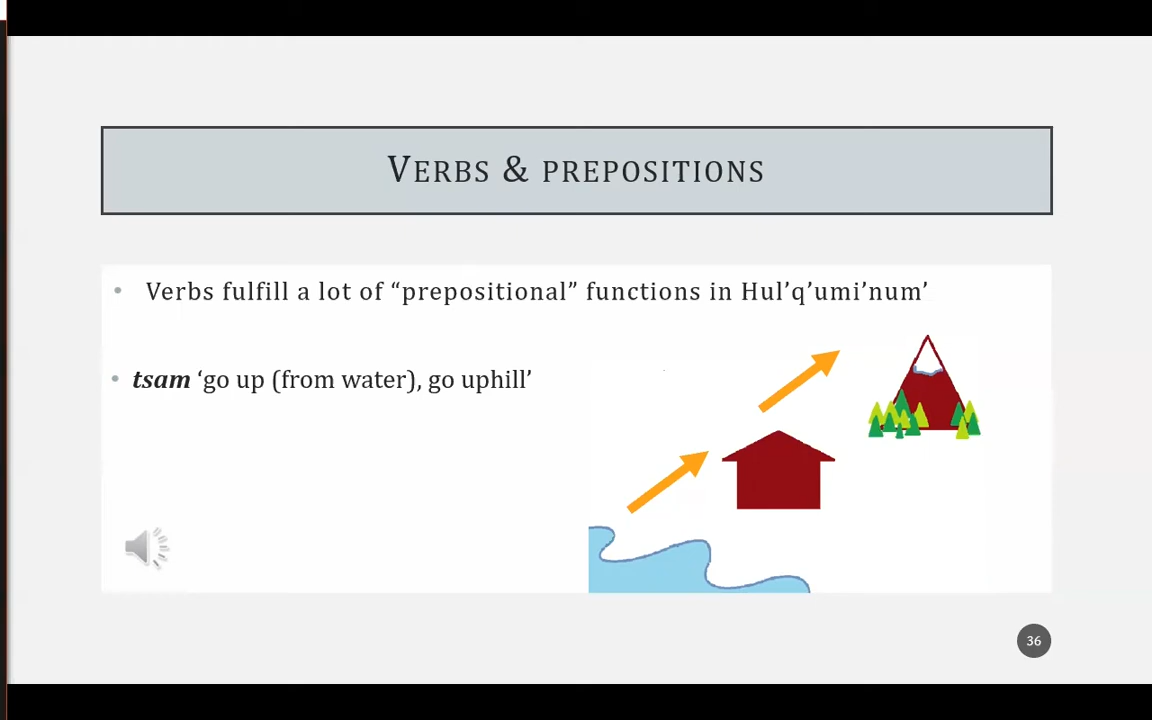 VERBS & PREPOSITIONS
• Verbs fulfill a lot of “prepositional” functions in Hul’q’umi’num’
• tsam ‘go up (from water), go uphill’
36